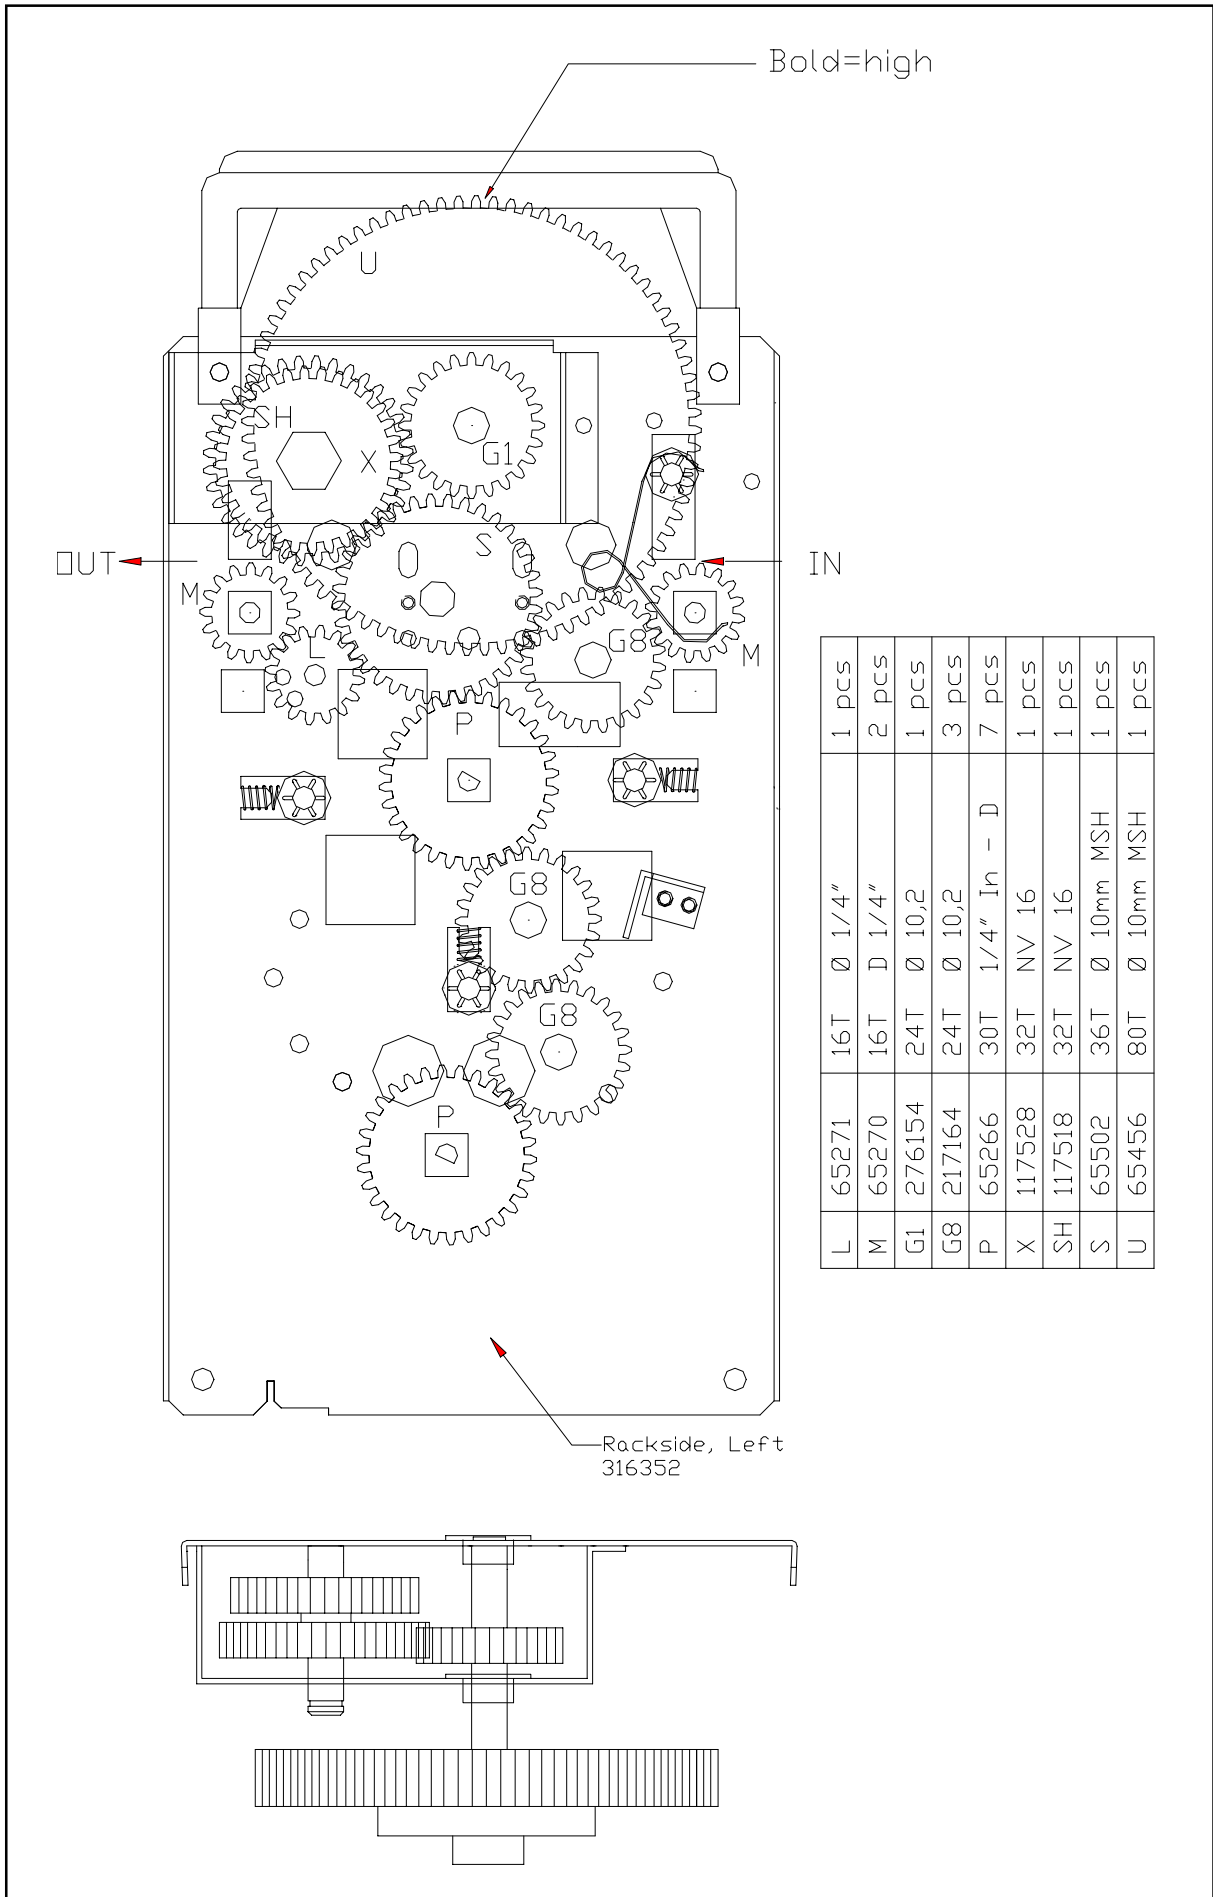 Bold=high
U
SH
X
G1
S
OUT
IN
M
L
G8
M
P
G8
G8
P
L 65271 16T Ø 1/4" 1 pcs
M 65270 16T D 1/4" 2 pcs
G1 276154 24T Ø 10,2 1 pcs
G8 217164 24T Ø 10,2 3 pcs
P 65266 30T 1/4" In - D 7 pcs
X 117528 32T NV 16 1 pcs
SH 117518 32T NV 16 1 pcs
S 65502 36T Ø 10mm MSH 1 pcs
U 65456 80T Ø 10mm MSH 1 pcs
Rackside, Left
316352